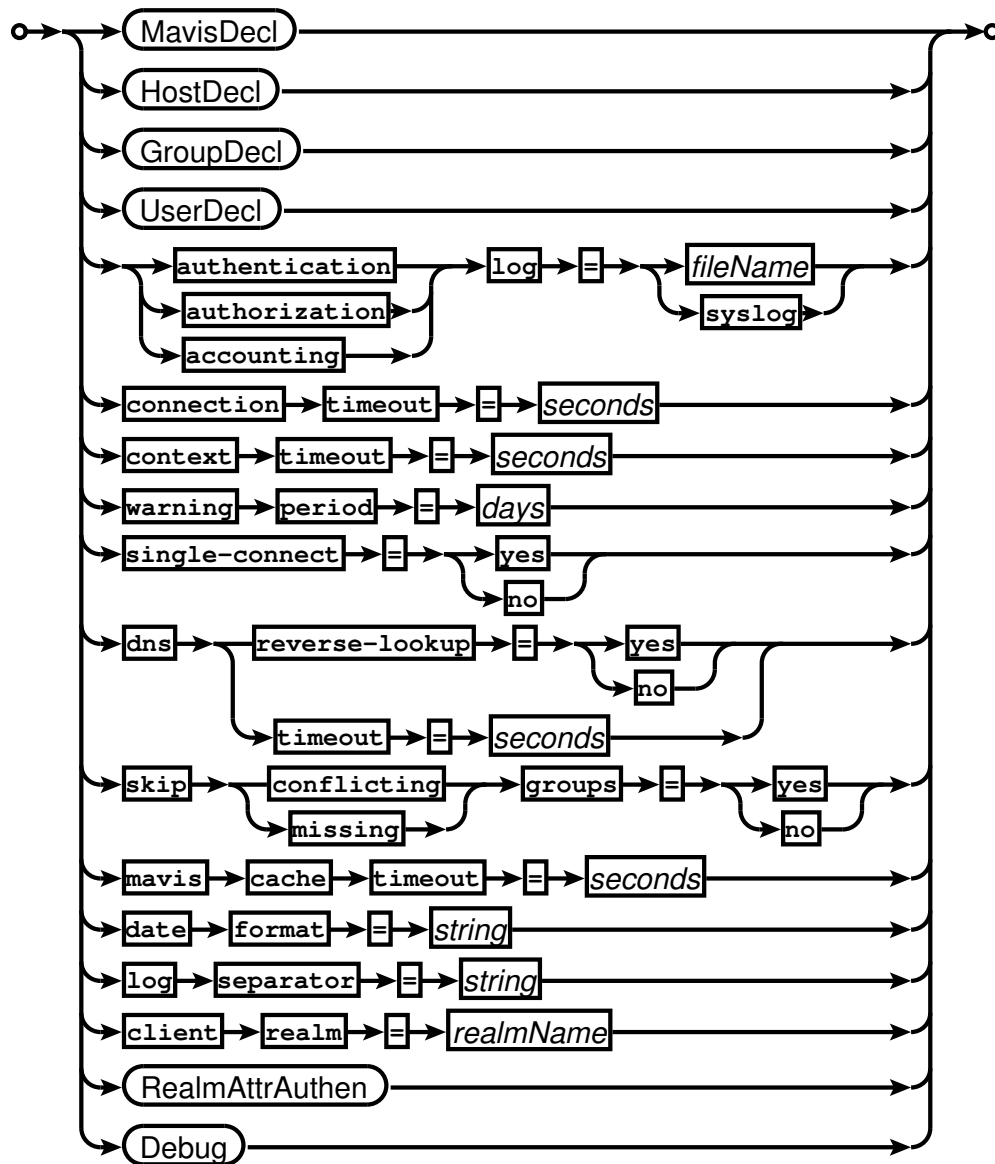 MavisDecl
HostDecl
GroupDecl
UserDecl
authentication log = fileName
authorization syslog
accounting
connection timeout = seconds
context timeout = seconds
warning period = days
single-connect = yes
no
dns reverse-lookup = yes
no
timeout = seconds
skip conflicting groups = yes
missing no
mavis cache timeout = seconds
date format = string
log separator = string
client realm = realmName
RealmAttrAuthen
Debug